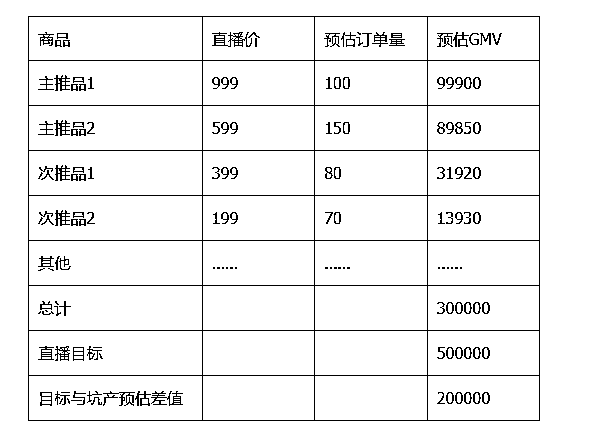 商品 直播价 预估订单量 预估GMV
主推品1 999 100 99900
主推品2 599 150 89850
次推品1 399 80 31920
次推品2 199 70 13930
其他 …… …… ……
总计 300000
直播目标 500000
目标与坑产预估差值 200000